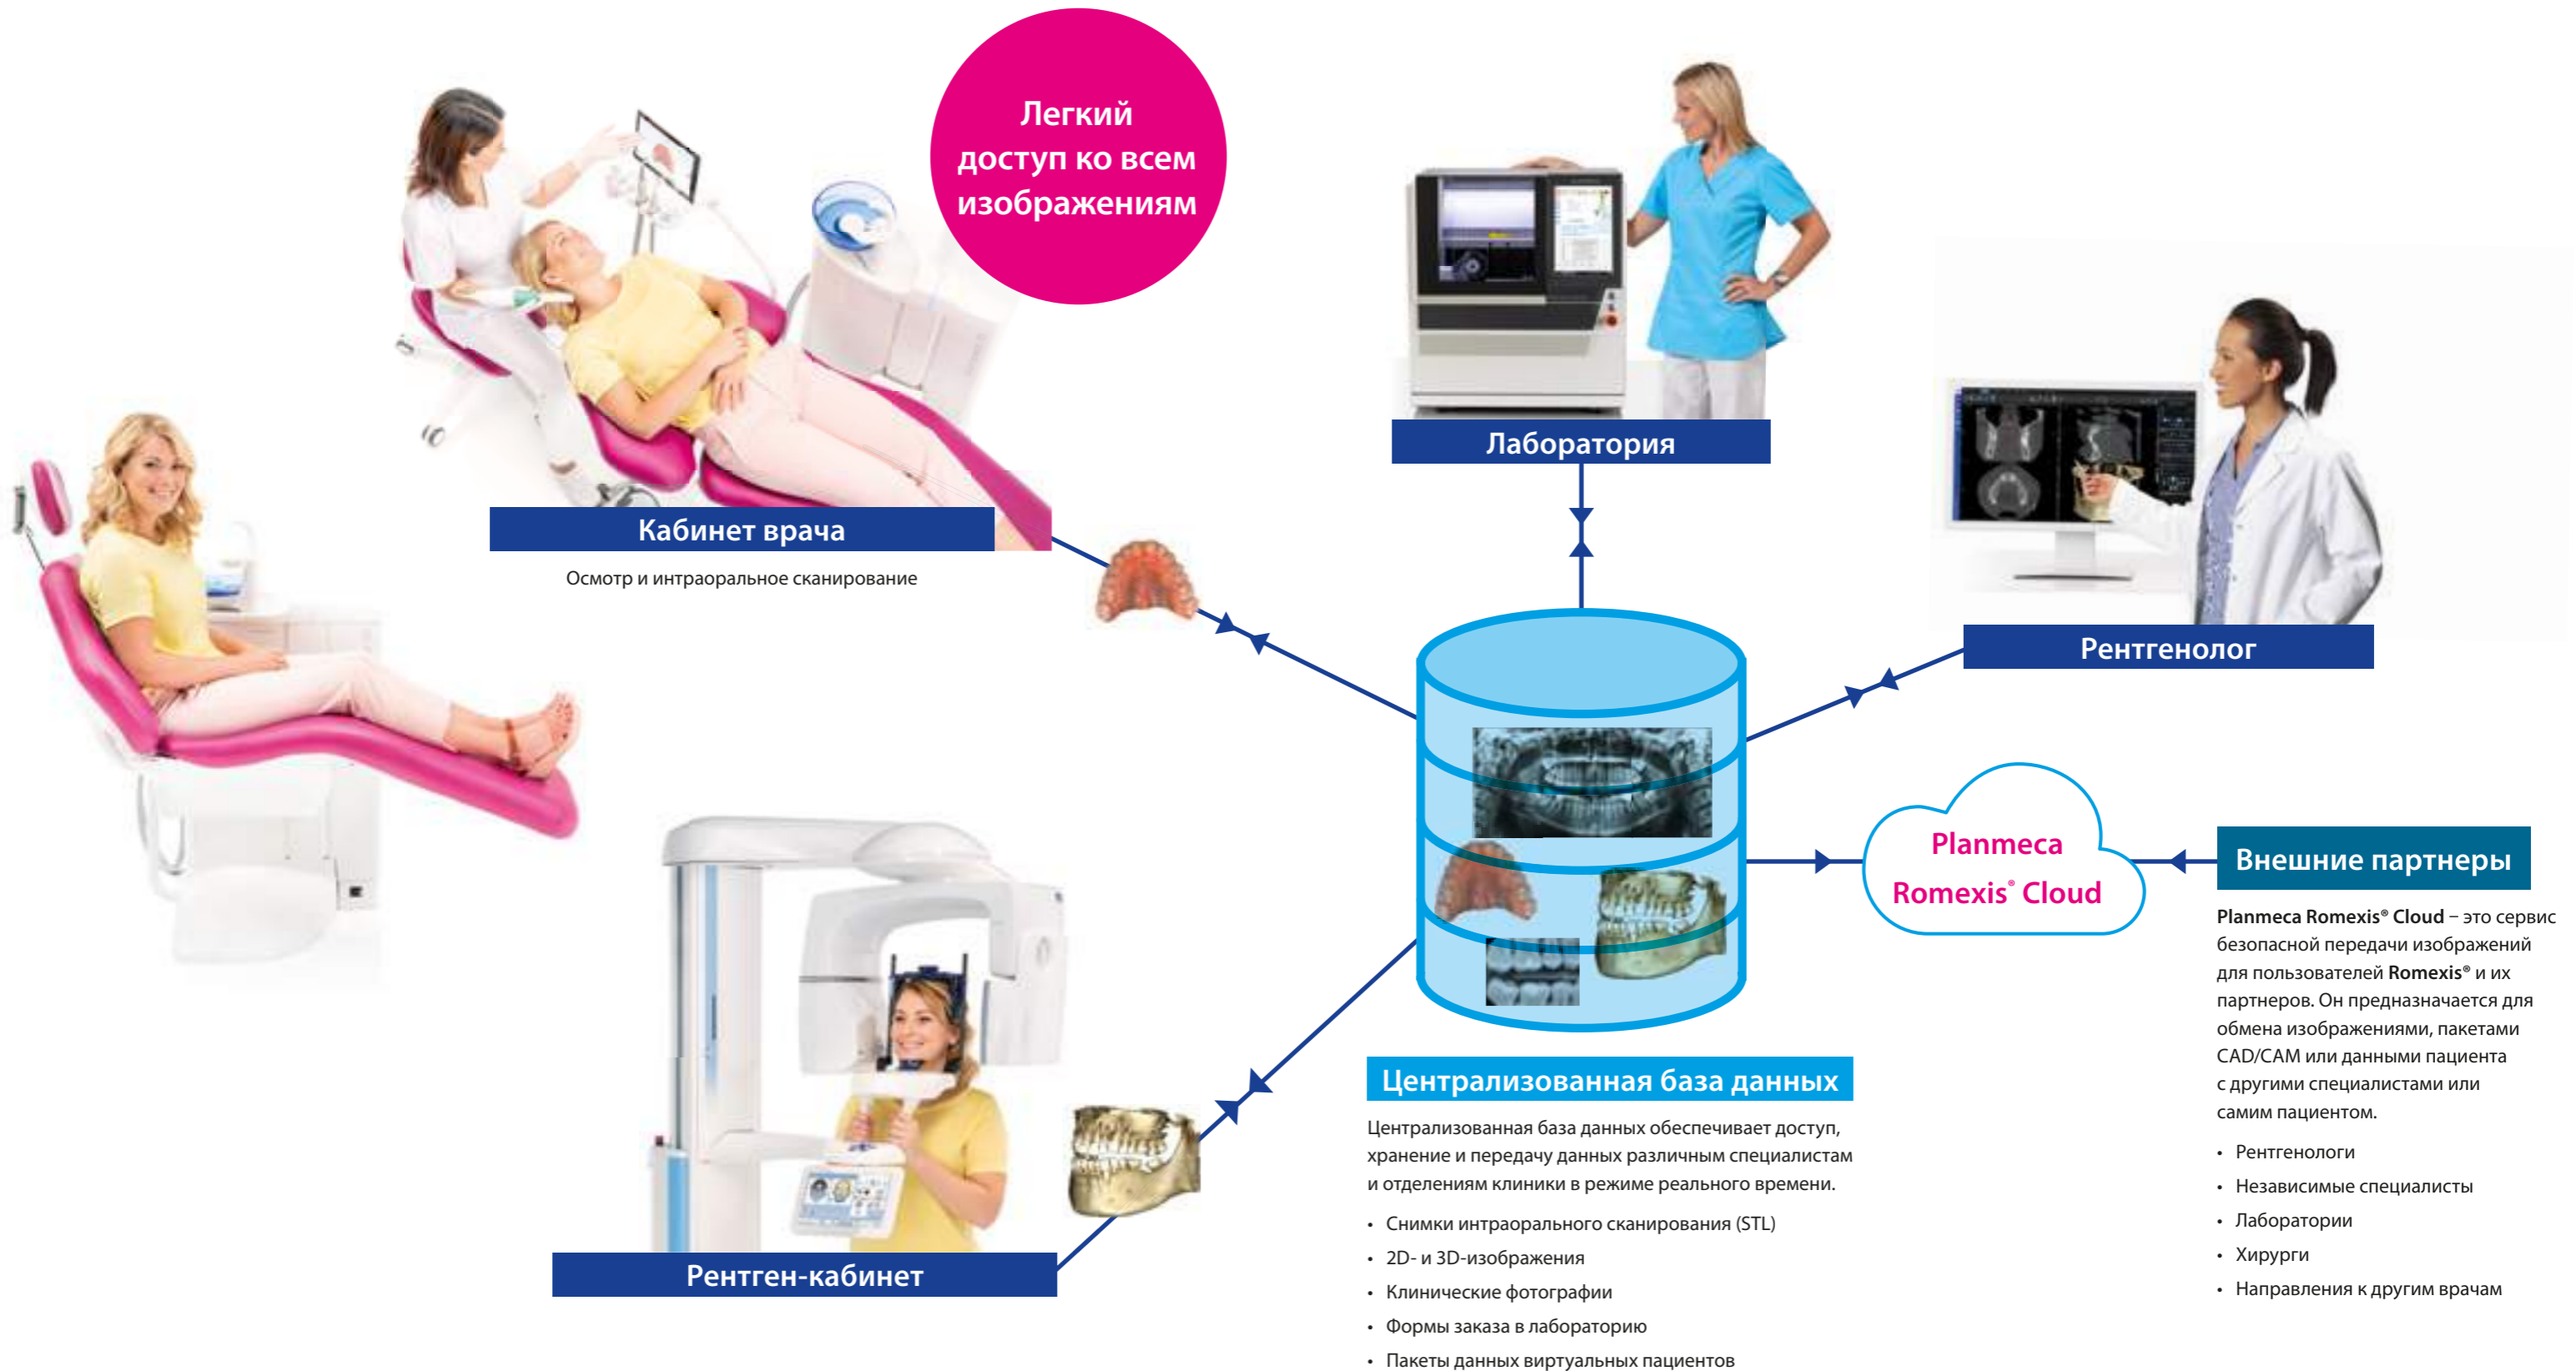 Легкий
доступ ко всем
изображениям
Кабинет врача
Осмотр и интраоральное сканирование
Лаборатория
Рентгенолог
Рентген-кабинет
Planmeca
Romexis® Cloud
Внешние партнеры
Planmeca Romexis® Cloud – это сервис
безопасной передачи изображений
для пользователей Romexis® и их
партнеров. Он предназначается для
обмена изображениями, пакетами
CAD/CAM или данными пациента
с другими специалистами или
самим пациентом.
• Рентгенологи
• Независимые специалисты
• Лаборатории
• Хирурги
• Направления к другим врачам
Централизованная база данных
Централизованная база данных обеспечивает доступ,
хранение и передачу данных различным специалистам
и отделениям клиники в режиме реального времени.
• Снимки интраорального сканирования (STL)
• 2D- и 3D-изображения
• Клинические фотографии
• Формы заказа в лабораторию
• Пакеты данных виртуальных пациентов